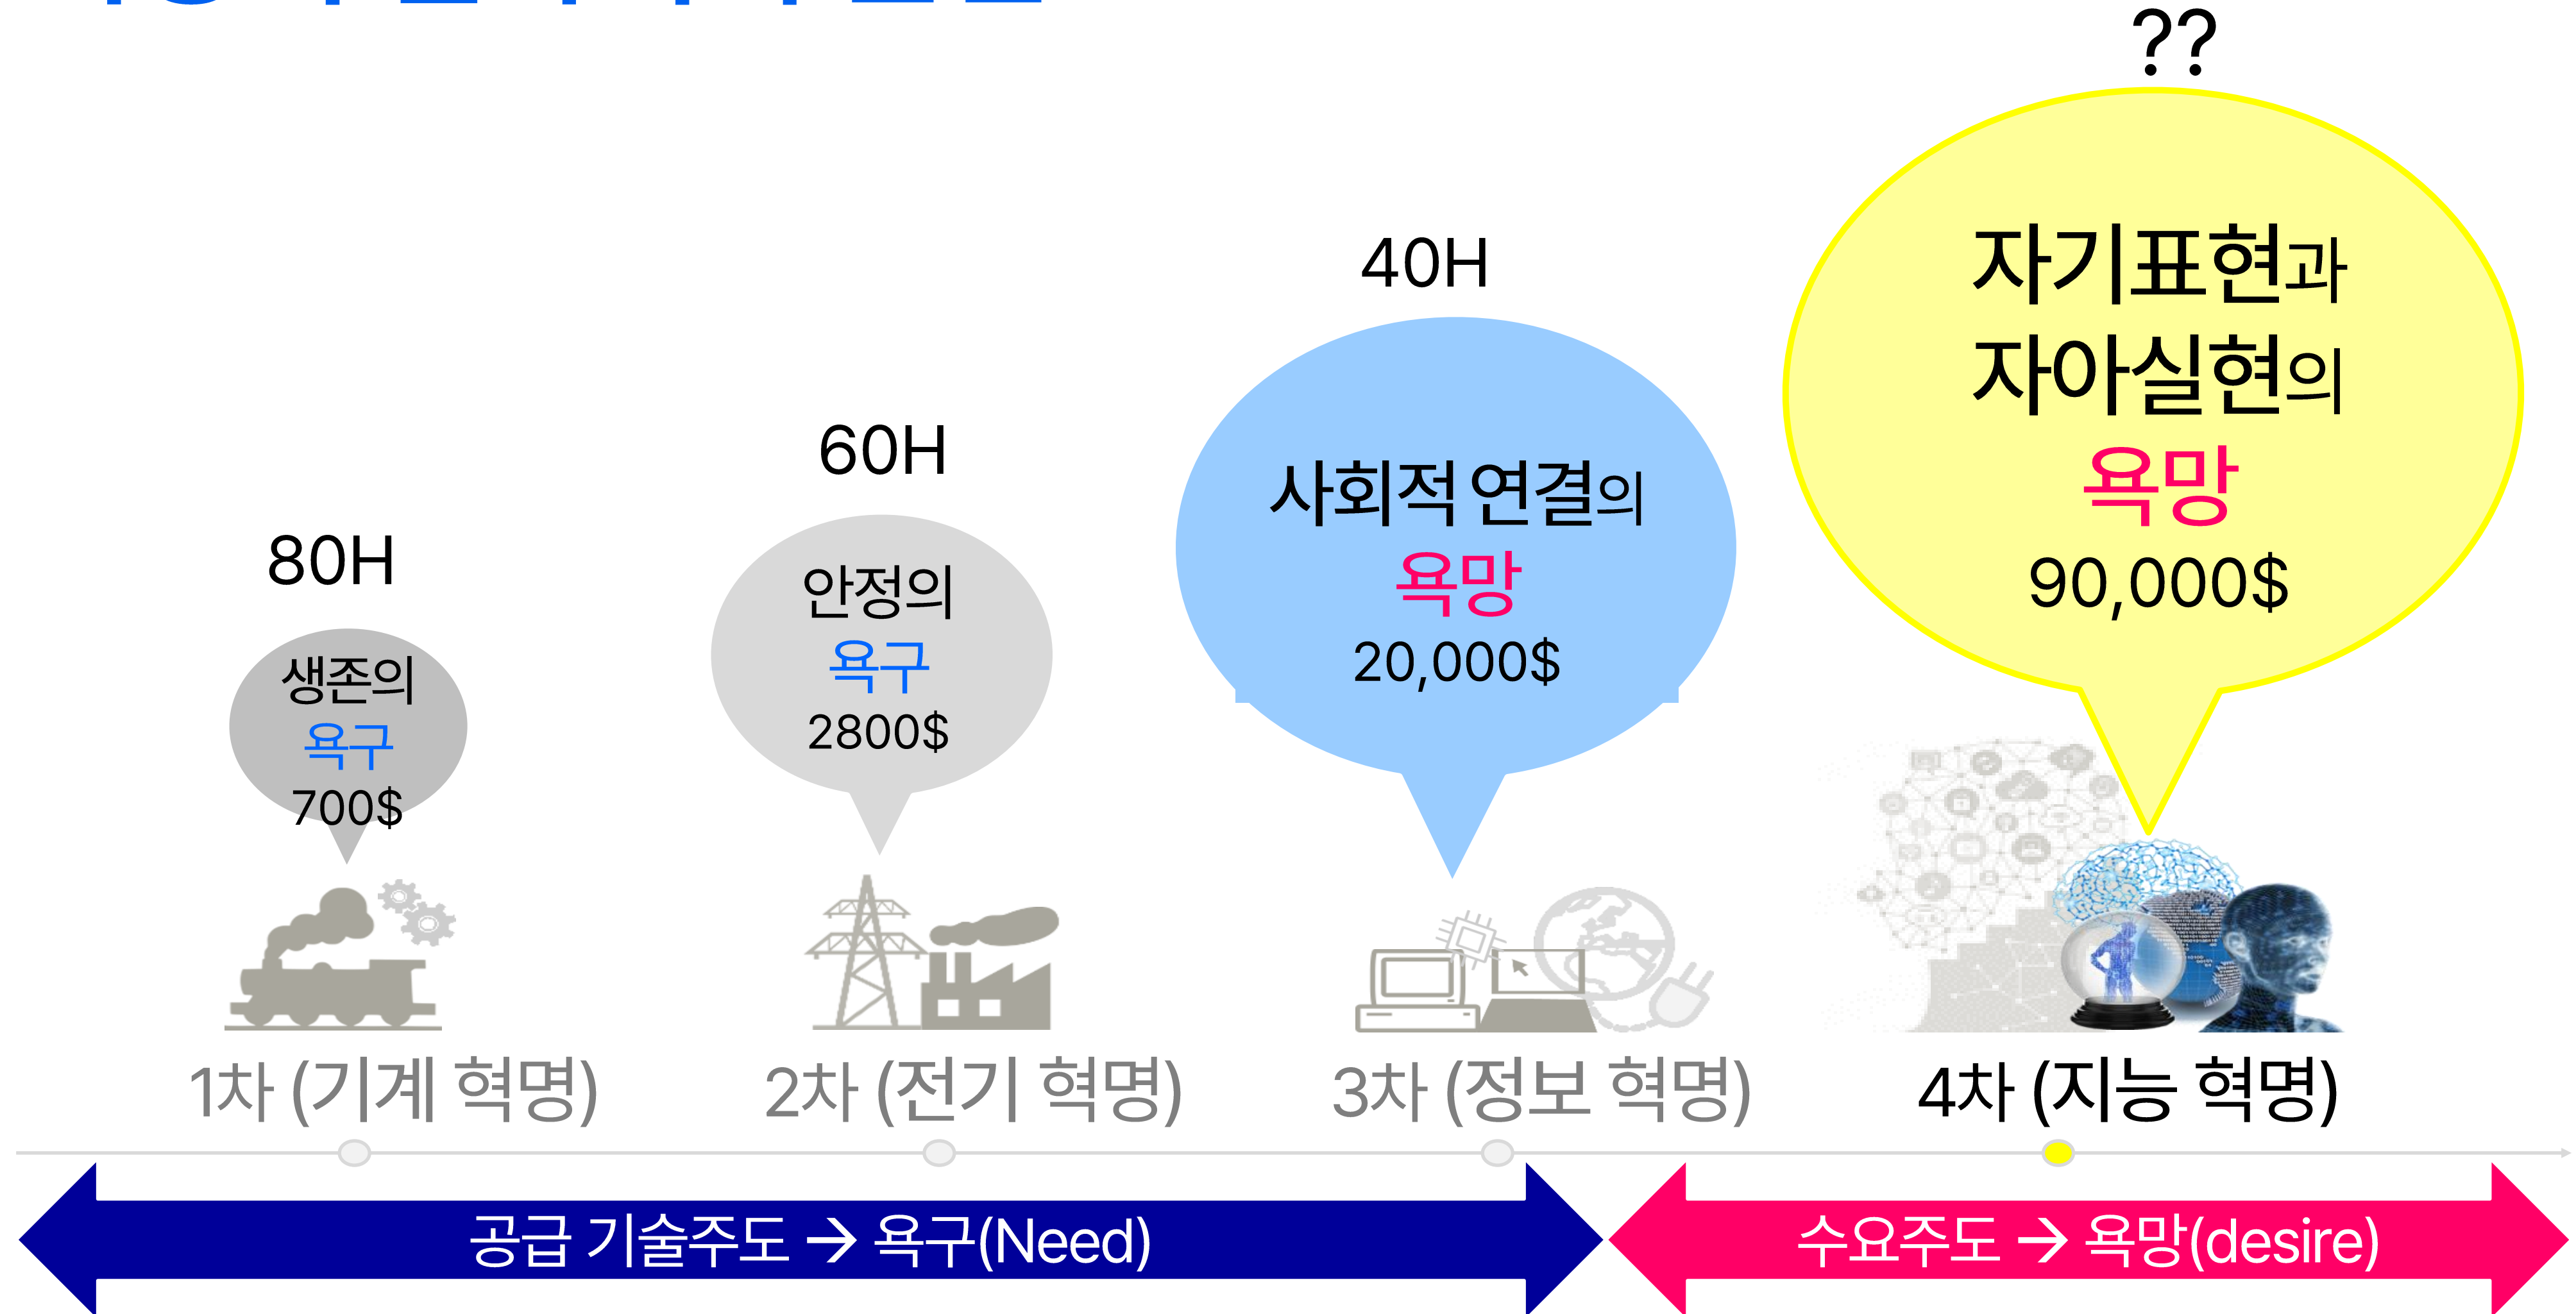 ??
40H
60H
80H
자기표현과
자아실현의
욕망
90,000$
사회적 연결의
욕망
20,000$
안정의
욕구
2800$
생존의
욕구
700$
1차 (기계 혁명)
2차 (전기 혁명)
3차 (정보 혁명)
4차 (지능 혁명)
공급 기술주도 → 욕구(Need)
수요주도 → 욕망(desire)